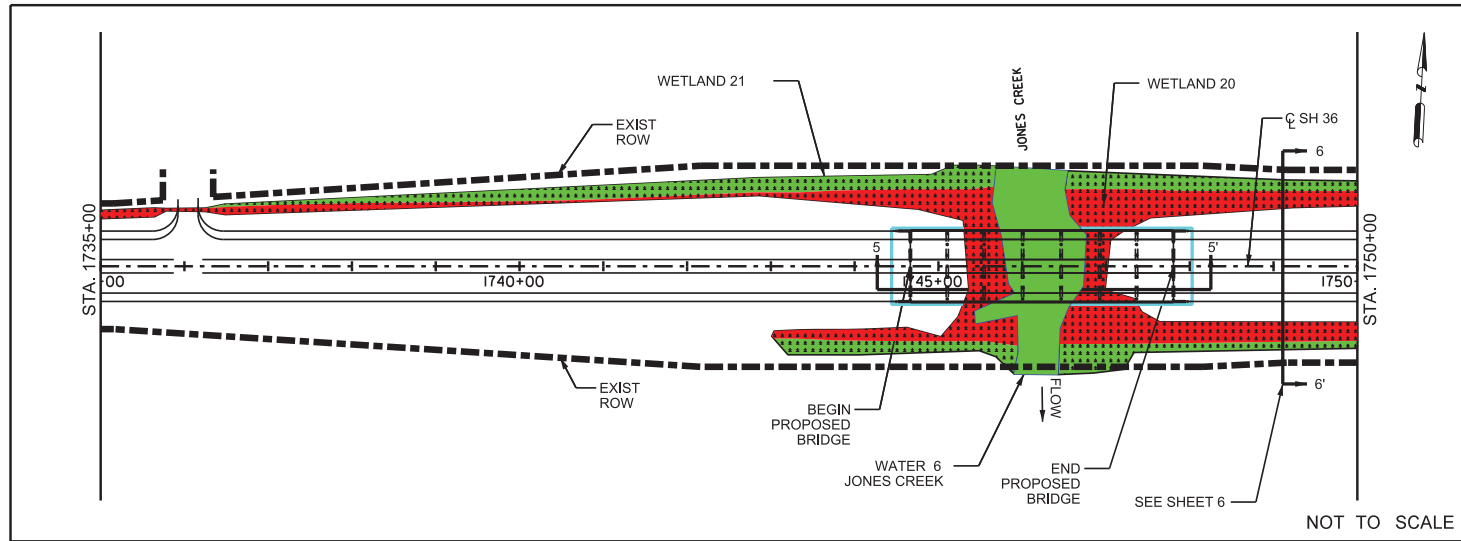 WETLAND 21
JONES CREEK
WETLAND 20
N
EXIST
ROW
CL SH 36
6
STA. 1735+00
+00
1740+00
5
1745+00
5'
1750
STA. 1750+00
EXIST
ROW
BEGIN
PROPOSED
BRIDGE
FLOW
6'
WATER 6
JONES CREEK
END
PROPOSED
BRIDGE
SEE SHEET 6
NOT TO SCALE